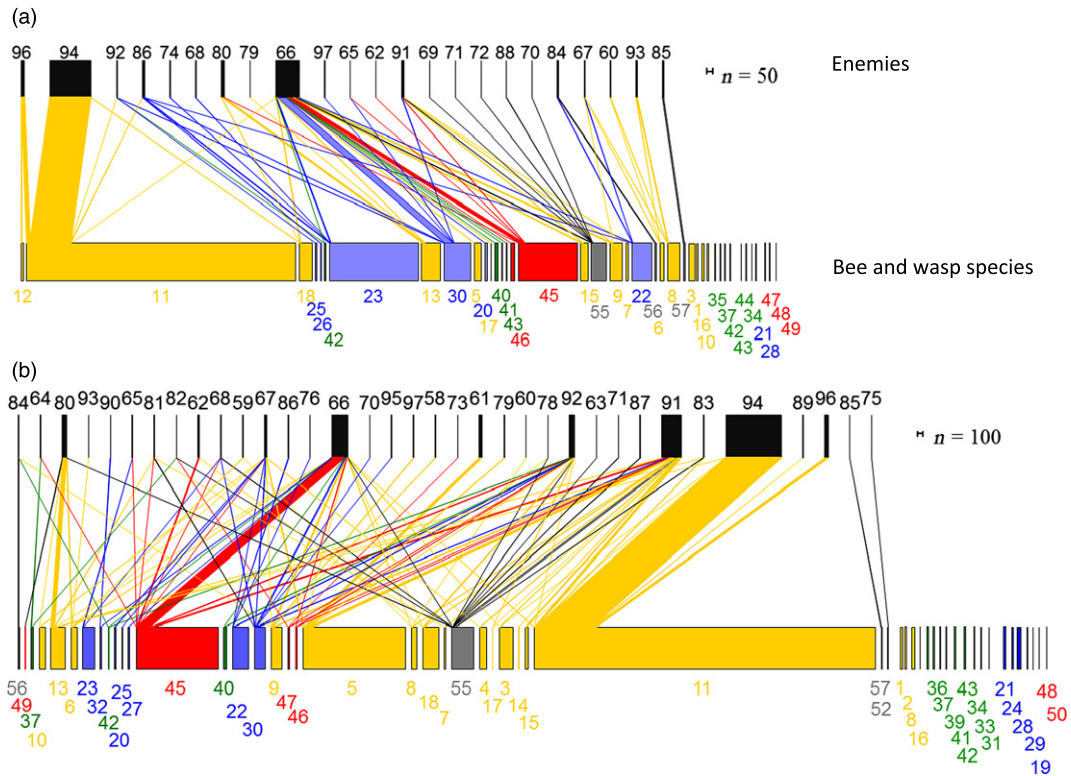 (a)
96 94 92 86 74 68 80 79 66 97 65 62 91 69 71 72 88 70 84 67 60 93 85
Enemies
n = 50
Bee and wasp species
12 11 18 23 13 30 5 40 45 15 9 22 8 3 35 44 47
25 20 41 55 7 56 57 1 37 34 48
26 17 43 6 16 42 21 49
42 46 10 43 28
(b)
84 64 80 93 90 65 81 82 62 68 59 67 86 76 66 70 95 97 58 73 61 79 60 78 92 63 71 87 91 83 94 89 96 85 75
n = 100
56 13 23 25 45 40 9 5 8 55 4 3 11 57 1 36 43 21 48
49 6 32 27 22 47 18 17 14 52 2 37 34 24 50
37 42 30 46 7 15 8 39 33 28
10 20 16 41 31 29
42 19